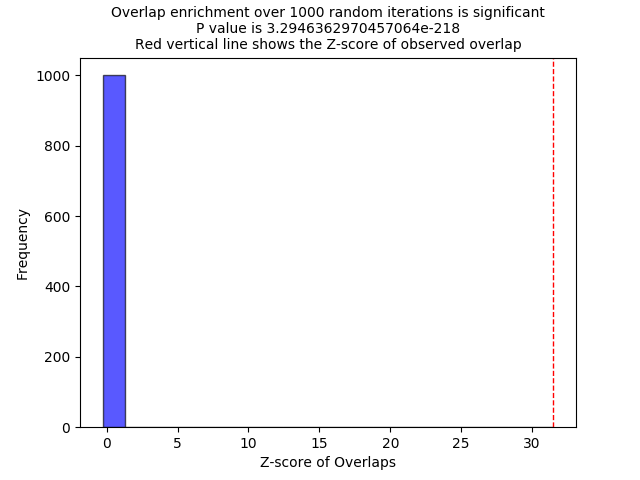 Overlap enrichment over 1000 random iterations is significant
P value is 3.2946362970457064e-218
Red vertical line shows the Z-score of observed overlap
1000
800
600
400
200
0
Frequency
0 5 10 15 20 25 30
Z-score of Overlaps